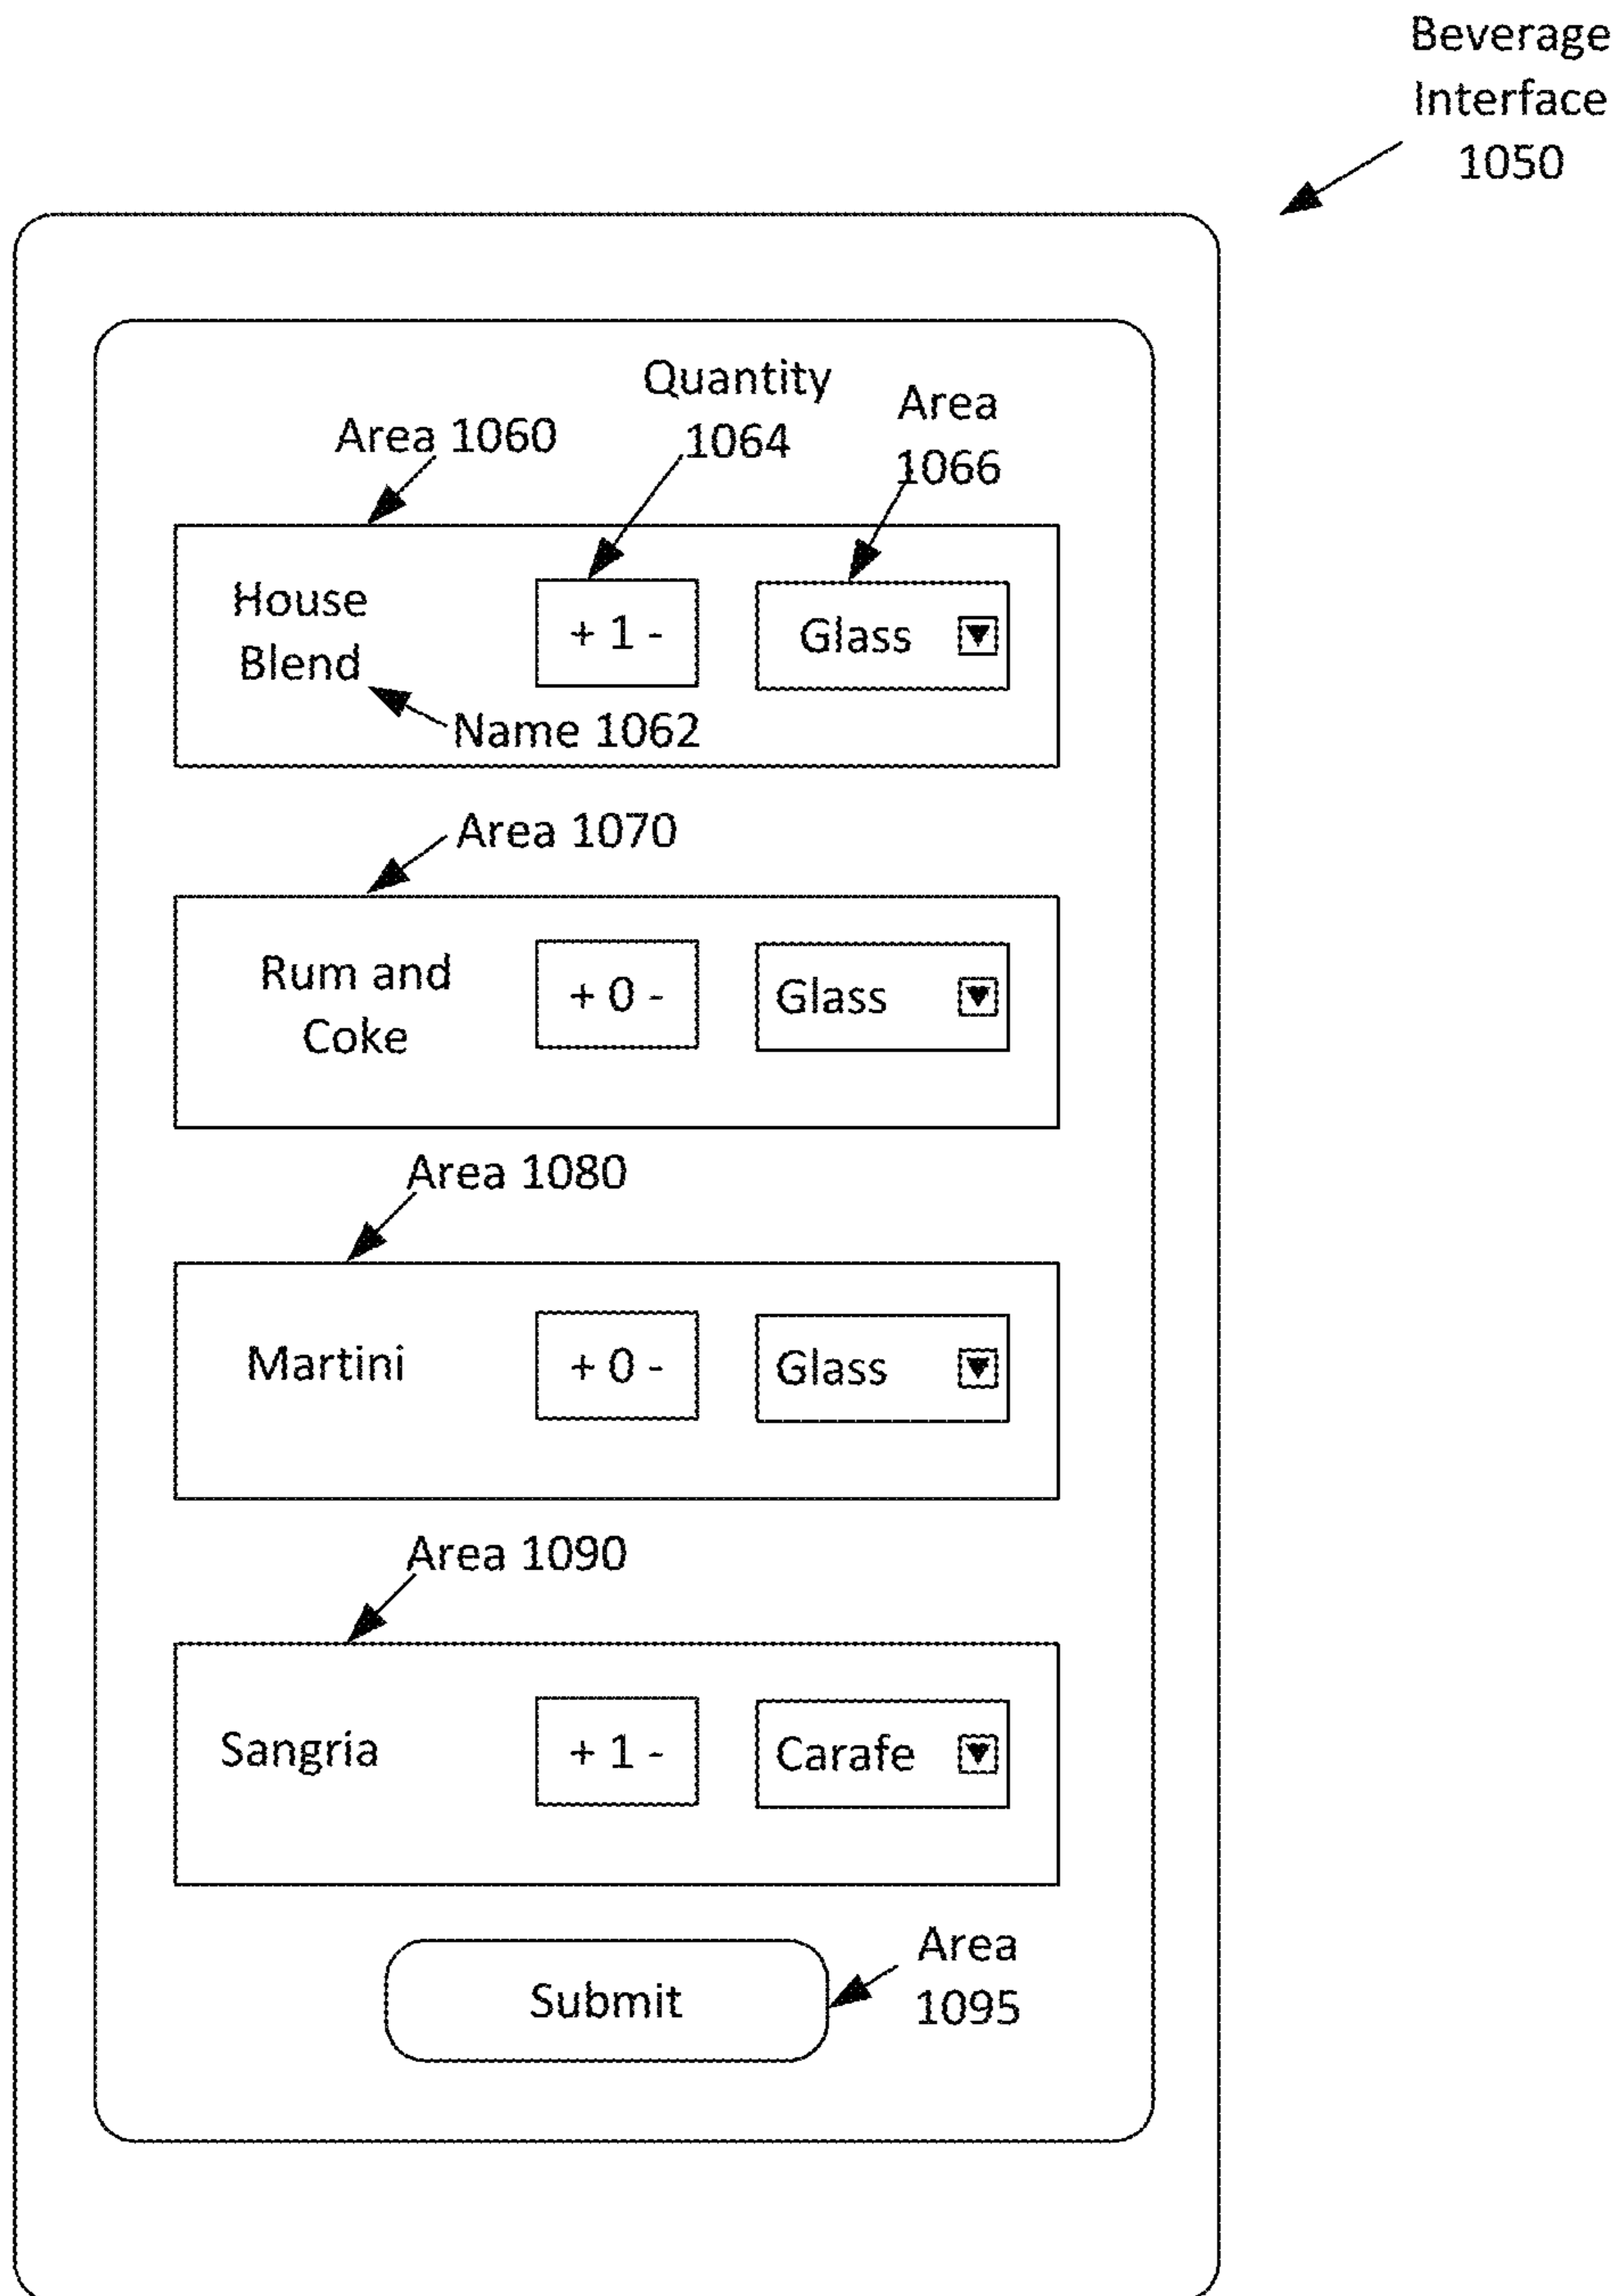 Beverage
Interface
1050
Quantity
1064
Area
1066
Area 1060
House
Blend
+ 1 -
Glass
Name 1062
Area 1070
Rum and
Coke
+ 0 -
Glass
Area 1080
Martini
+ 0 -
Glass
Area 1090
Sangria
+ 1 -
Carafe
Submit
Area
1095